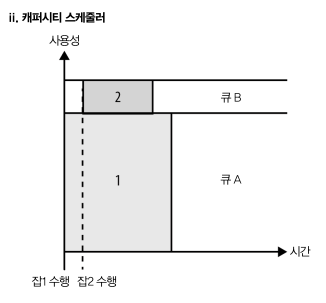 ii. 캐퍼시티 스케줄러
사용성
2
큐 B
1
큐 A
시간
잡1 수행 잡2 수행